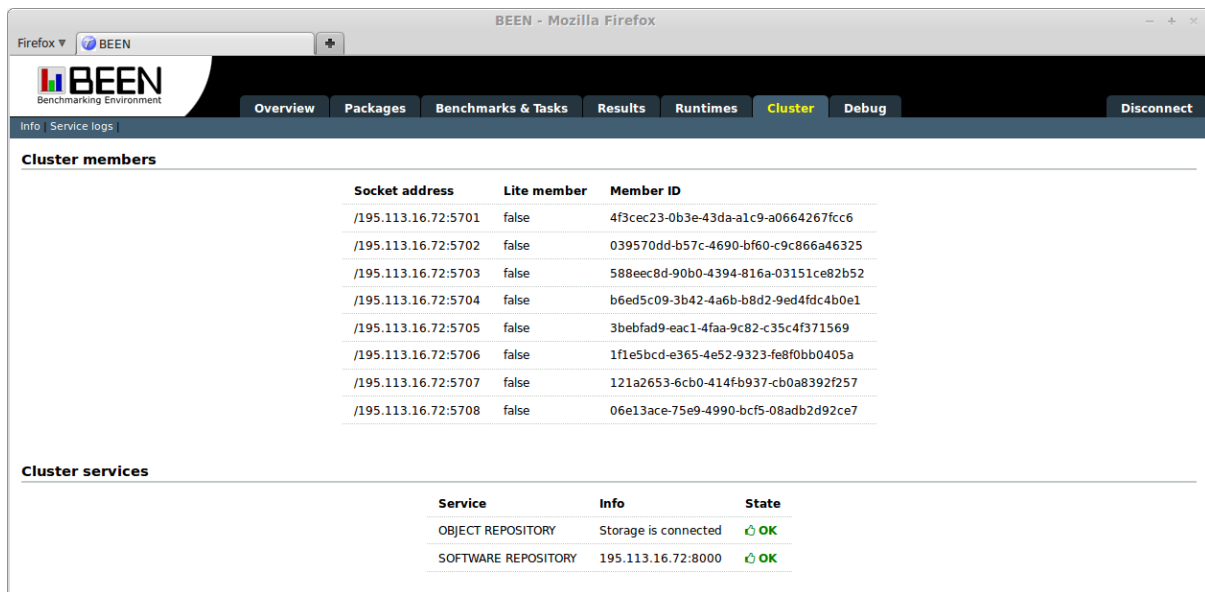 BEEN - Mozilla Firefox
Firefox
BEEN
BEEN
Benchmarking Environment
Overview Packages Benchmarks & Tasks Results Runtimes Cluster Debug Disconnect
Info | Service logs |
Cluster members
Socket address Lite member Member ID
/195.113.16.72:5701 false 4f3cec23-0b3e-43da-a1c9-a0664267fcc6
/195.113.16.72:5702 false 039570dd-b57c-4690-bf60-c9c866a46325
/195.113.16.72:5703 false 588eec8d-90b0-4394-816a-03151ce82b52
/195.113.16.72:5704 false b6ed5c09-3b42-4a6b-b8d2-9ed4fdc4b0e1
/195.113.16.72:5705 false 3bebfad9-eac1-4faa-9c82-c35c4f371569
/195.113.16.72:5706 false 1f1e5bcd-e365-4e52-9323-fe8f0bb0405a
/195.113.16.72:5707 false 121a2653-6cb0-414f-b937-cb0a8392f257
/195.113.16.72:5708 false 06e13ace-75e9-4990-bcf5-08adb2d92ce7
Cluster services
Service Info State
OBJECT REPOSITORY Storage is connected OK
SOFTWARE REPOSITORY 195.113.16.72:8000 OK